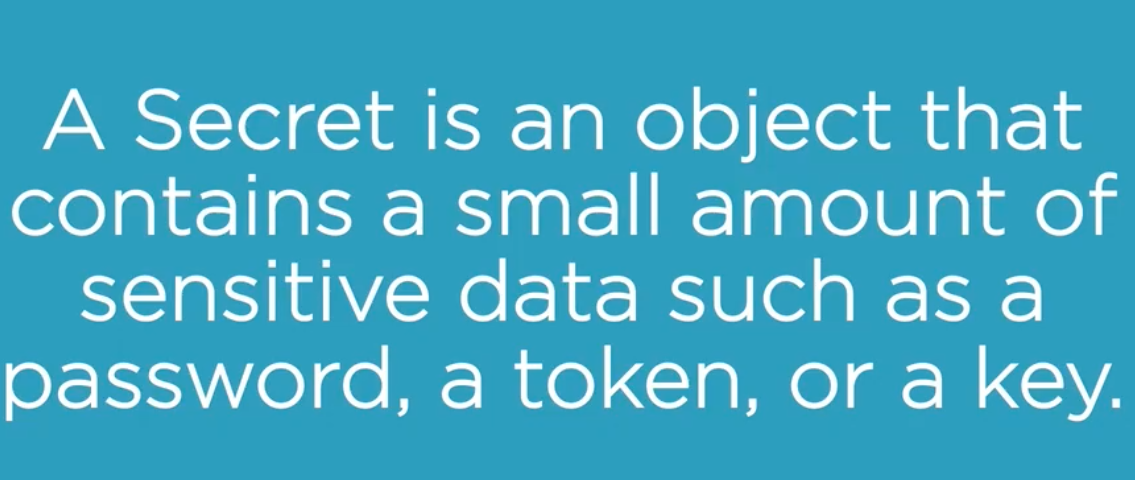 A Secret is an object that
contains a small amount of
sensitive data such as a
password, a token, or a key.